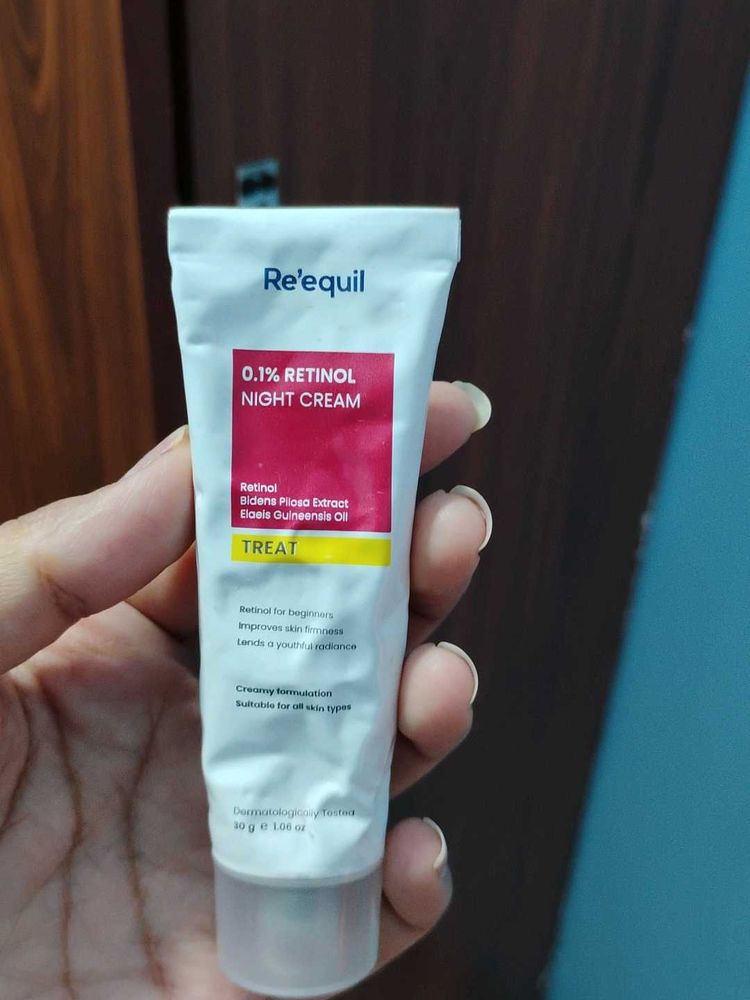 Re'equil
0.1% RETINOL
NIGHT CREAM
Retinol
Bidens Pilosa Extract
Elaeis Guineensis Oil
TREAT
Retinol for beginners
Improves skin firmness
Lends a youthful radiance
Creamy formulation
Suitable for all skin types
Dermatologically Tested
30 g e 1.06 oz